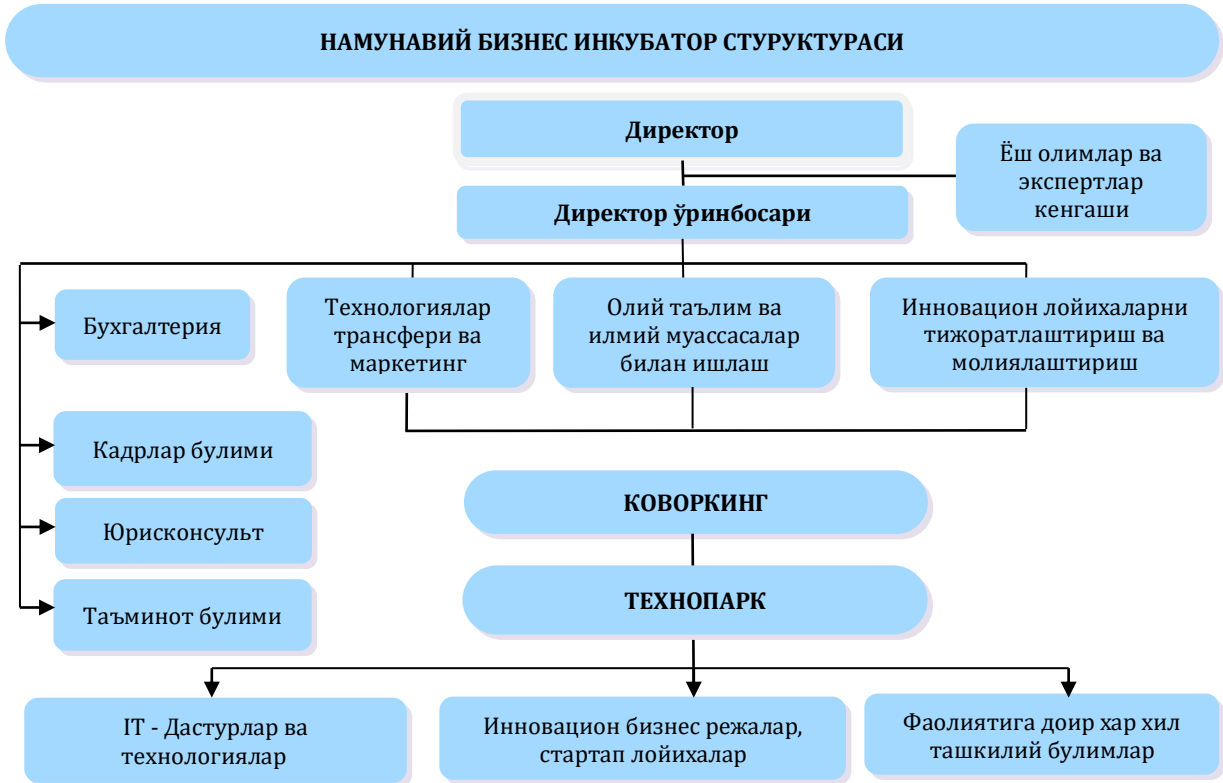 НАМУНАВИЙ БИЗНЕС ИНКУБАТОР СТУРУКТУРАСИ
Директор
Ёш олимлар ва
экспертлар
кенгаши
Директор ўринбосари
Бухгалтерия
Технологиялар
трансфери ва
маркетинг
Олий таълим ва
илмий муассасалар
билан ишлаш
Инновацион лойихаларни
тижоратлаштириш ва
молиялаштириш
Кадрлар булими
Юрисконсульт
Таъминот булими
КОВОРКИНГ
ТЕХНОПАРК
IT - Дастурлар ва
технологиялар
Инновацион бизнес режалар,
стартап лойихалар
Фаолиятига доир хар хил
ташкилий булимлар